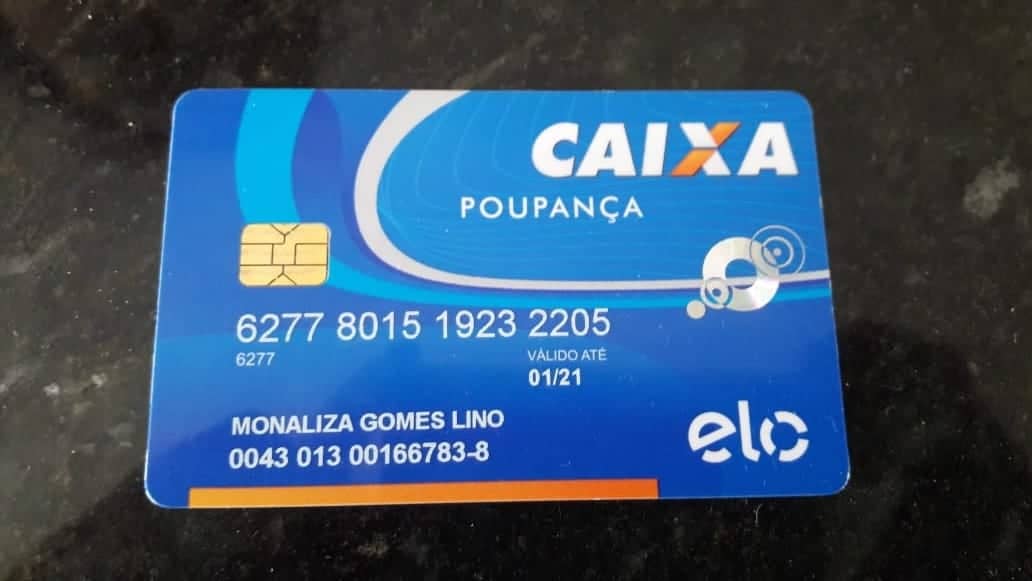 CAIXA
POUPANÇA
6277 8015 1923 2205
6277
VÁLIDO ATÉ
01/21
MONALIZA GOMES LINO
0043 013 00166783-8
elo